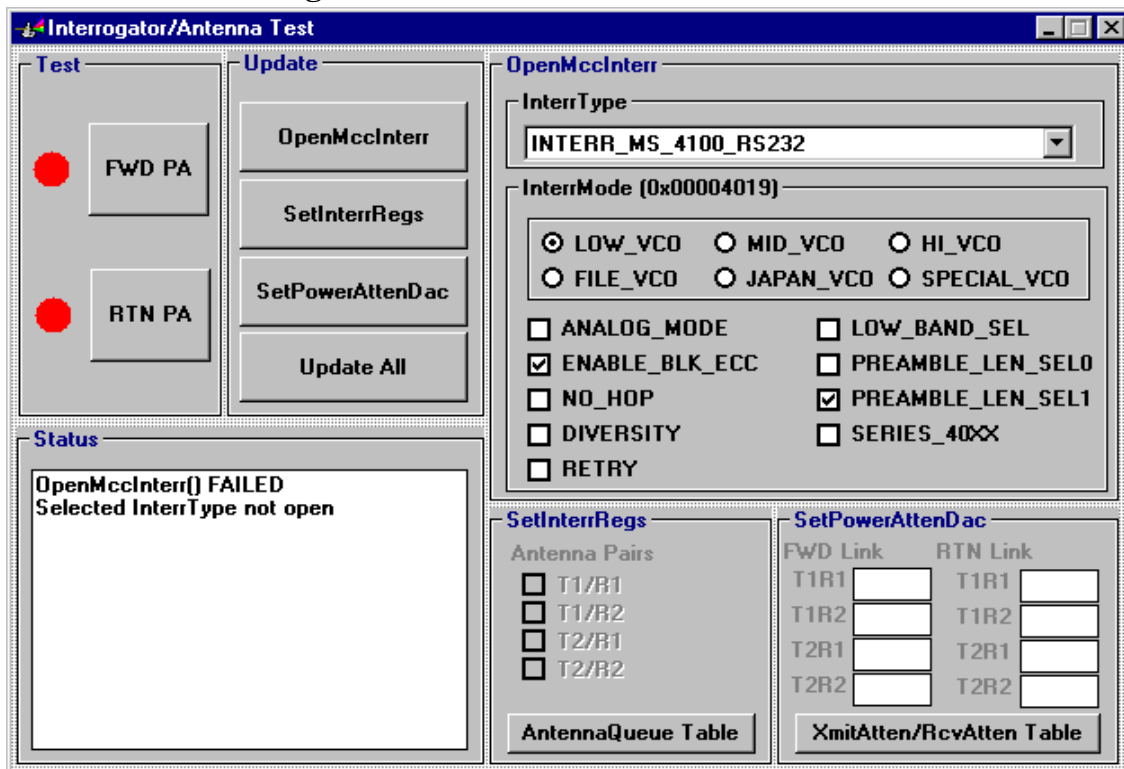 Interrogator/Antenna Test
Test
FWD PA
RTN PA
Update
OpenMccInterr
SetInterrRegs
SetPowerAttenDac
Update All
OpenMccInterr
InterrType
INTERR_MS_4100_RS232
InterrMode (0x00004019)
LOW_VCO MID_VCO HI_VCO
FILE_VCO JAPAN_VCO SPECIAL_VCO
ANALOG_MODE LOW_BAND_SEL
ENABLE_BLK_ECC PREAMBLE_LEN_SEL0
NO_HOP PREAMBLE_LEN_SEL1
DIVERSITY SERIES_40XX
RETRY
Status
OpenMccInterr() FAILED
Selected InterrType not open
SetInterrRegs
Antenna Pairs
T1/R1
T1/R2
T2/R1
T2/R2
AntennaQueue Table
SetPowerAttenDac
FWD Link RTN Link
T1R1 T1R1
T1R2 T1R2
T2R1 T2R1
T2R2 T2R2
XmitAtten/RcvAtten Table